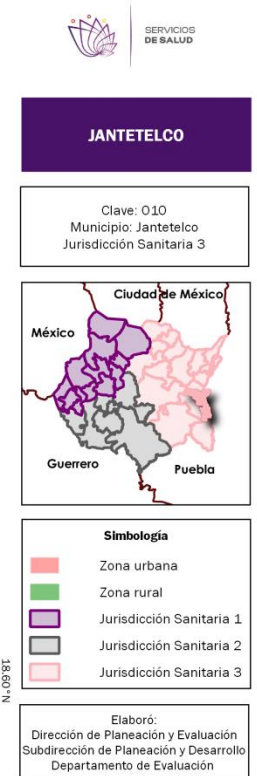 SERVICIOS
DE SALUD
JANTETELCO
Clave: 010
Municipio: Jantetelco
Jurisdicción Sanitaria 3
Ciudad de México
México
Guerrero
Puebla
Simbología
Zona urbana
Zona rural
Jurisdicción Sanitaria 1
Jurisdicción Sanitaria 2
Jurisdicción Sanitaria 3
18.60°N
Elaboró:
Dirección de Planeación y Evaluación
Subdirección de Planeación y Desarrollo
Departamento de Evaluación